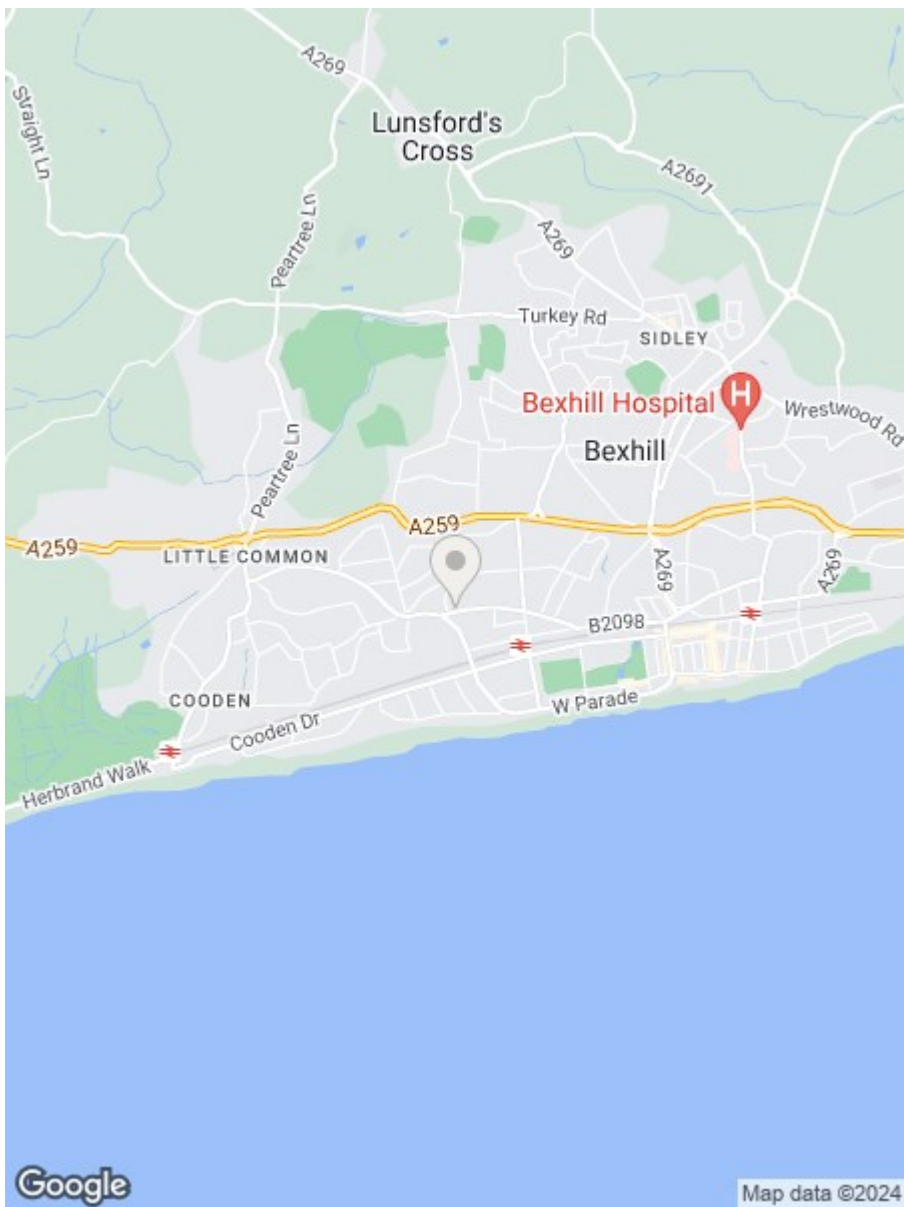 A269
Straight Ln
Lunsford's
Cross
A2691
Peartree Ln
A269
Turkey Rd
SIDLEY
Bexhill Hospital
H
Wrestwood Rd
Bexhill
Peartree Ln
A259
A259
LITTLE COMMON
A269
A269
B2098
COODEN
W Parade
Cooden Dr
Herbrand Walk
Google
Map data ©2024